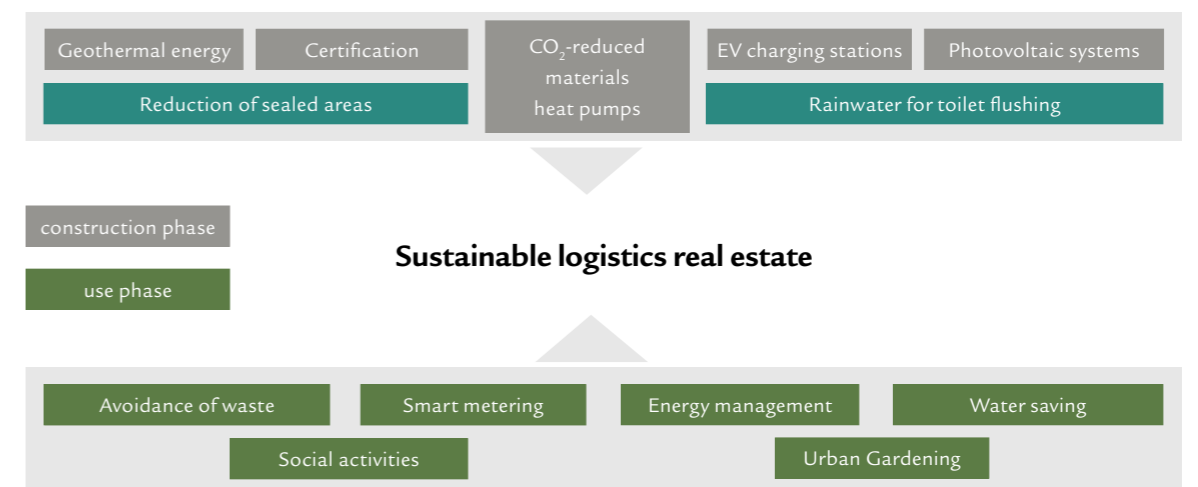 Geothermal energy
Certification
CO₂-reduced
materials
heat pumps
EV charging stations
Photovoltaic systems
Reduction of sealed areas
Rainwater for toilet flushing
construction phase
use phase
Sustainable logistics real estate
Avoidance of waste
Smart metering
Energy management
Water saving
Social activities
Urban Gardening